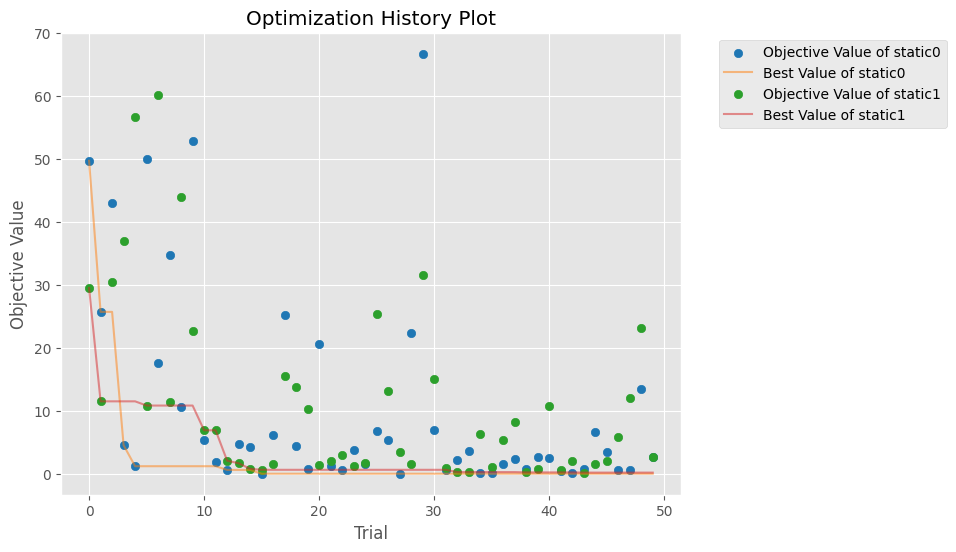 Optimization History Plot
Objective Value of static0
Best Value of static0
Objective Value of static1
Best Value of static1
Objective Value
70
60
50
40
30
20
10
0
0
10
20
30
40
50
Trial